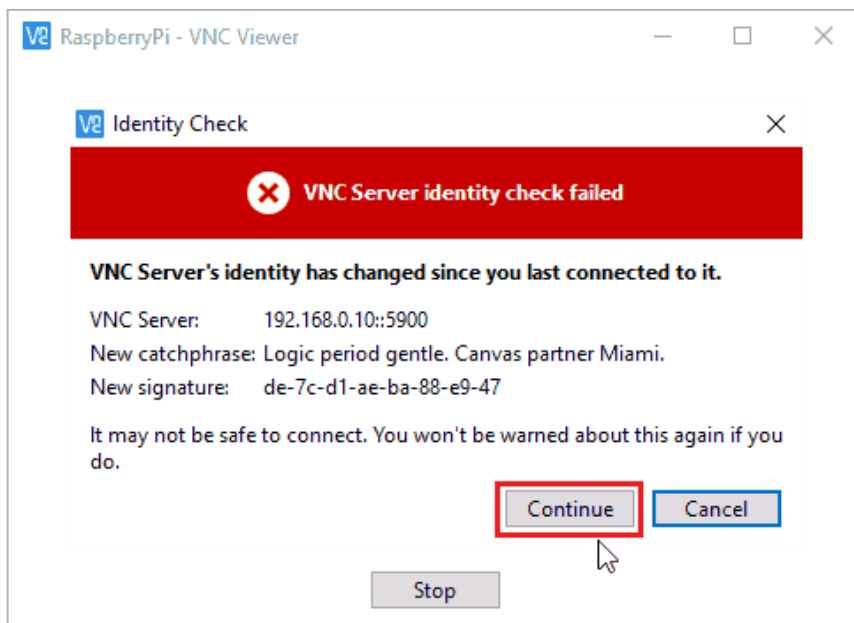 V2 RaspberryPi - VNC Viewer
V2 Identity Check
VNC Server identity check failed
VNC Server's identity has changed since you last connected to it.
VNC Server: 192.168.0.10::5900
New catchphrase: Logic period gentle. Canvas partner Miami.
New signature: de-7c-d1-ae-ba-88-e9-47
It may not be safe to connect. You won't be warned about this again if you
do.
Continue Cancel
Stop